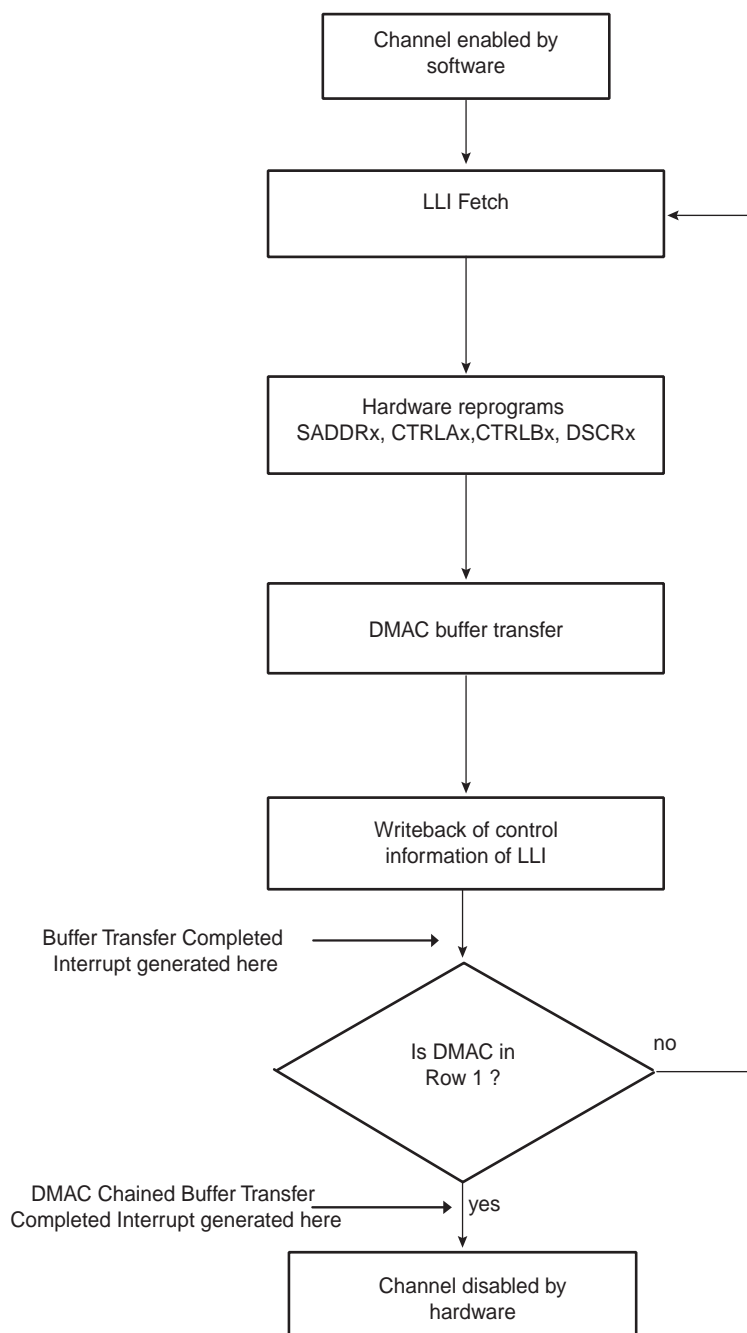 Channel enabled by
software
LLI Fetch
Hardware reprograms
SADDRx, CTRLAx,CTRLBx, DSCRx
DMAC buffer transfer
Writeback of control
information of LLI
Buffer Transfer Completed
Interrupt generated here
Is DMAC in
Row 1 ?
no
DMAC Chained Buffer Transfer
Completed Interrupt generated here
yes
Channel disabled by
hardware